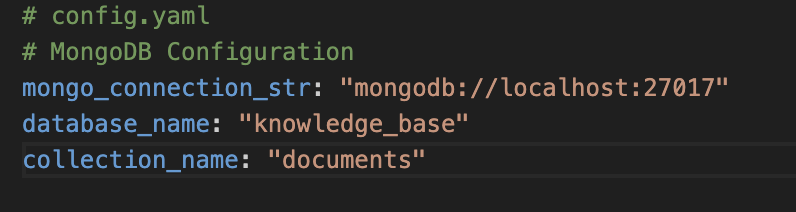 # config.yaml
# MongoDB Configuration
mongo_connection_str: "mongodb://localhost:27017"
database_name: "knowledge_base"
collection_name: "documents"